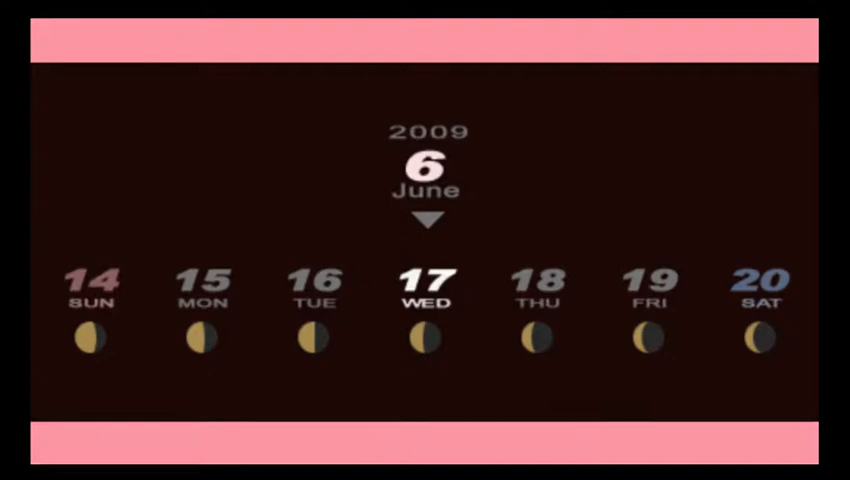 2009
6
June
14 15 16 17 18 19 20
SUN MON TUE WED THU FRI SAT